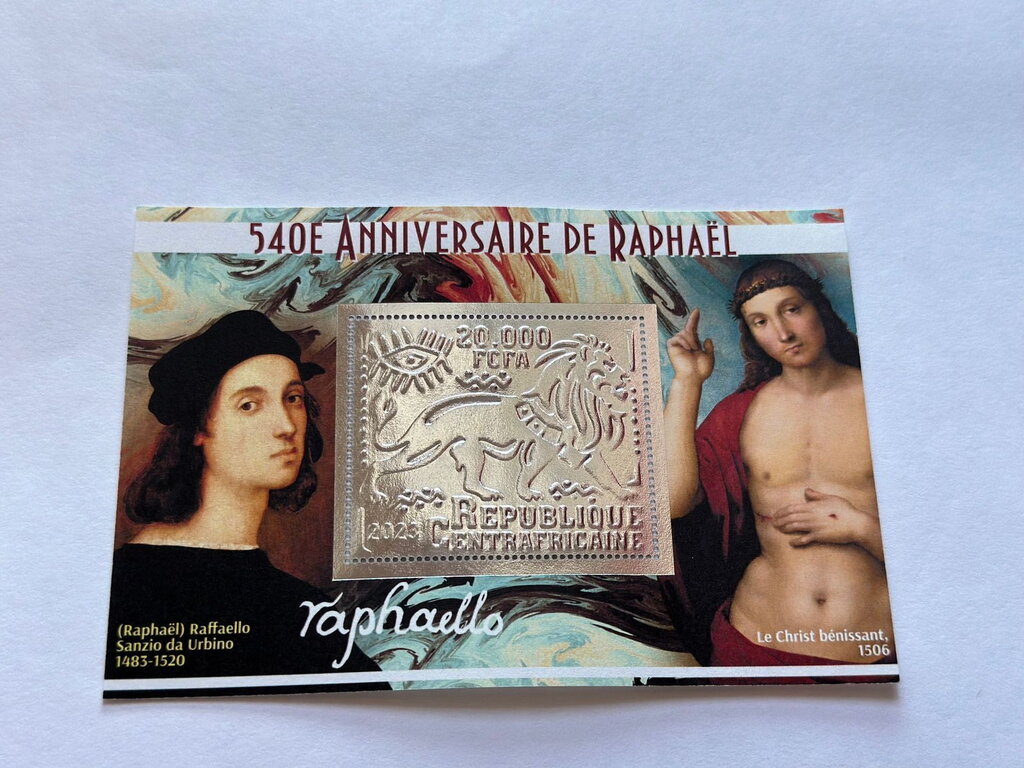 540E ANNIVERSAIRE DE RAPHAËL
20.000
FCFA
2023
RÉPUBLIQUE
CENTRAFRICAINE
raphaello
(Raphaël) Raffaello
Sanzio da Urbino
1483-1520
Le Christ bénissant,
1506